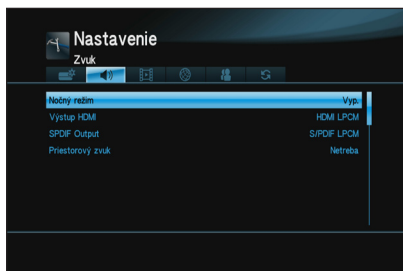 Nastavenie
Zvuk
Nočný režim Vyp.
Výstup HDMI HDMI LPCM
SPDIF Output S/PDIF LPCM
Priestorový zvuk Netreba